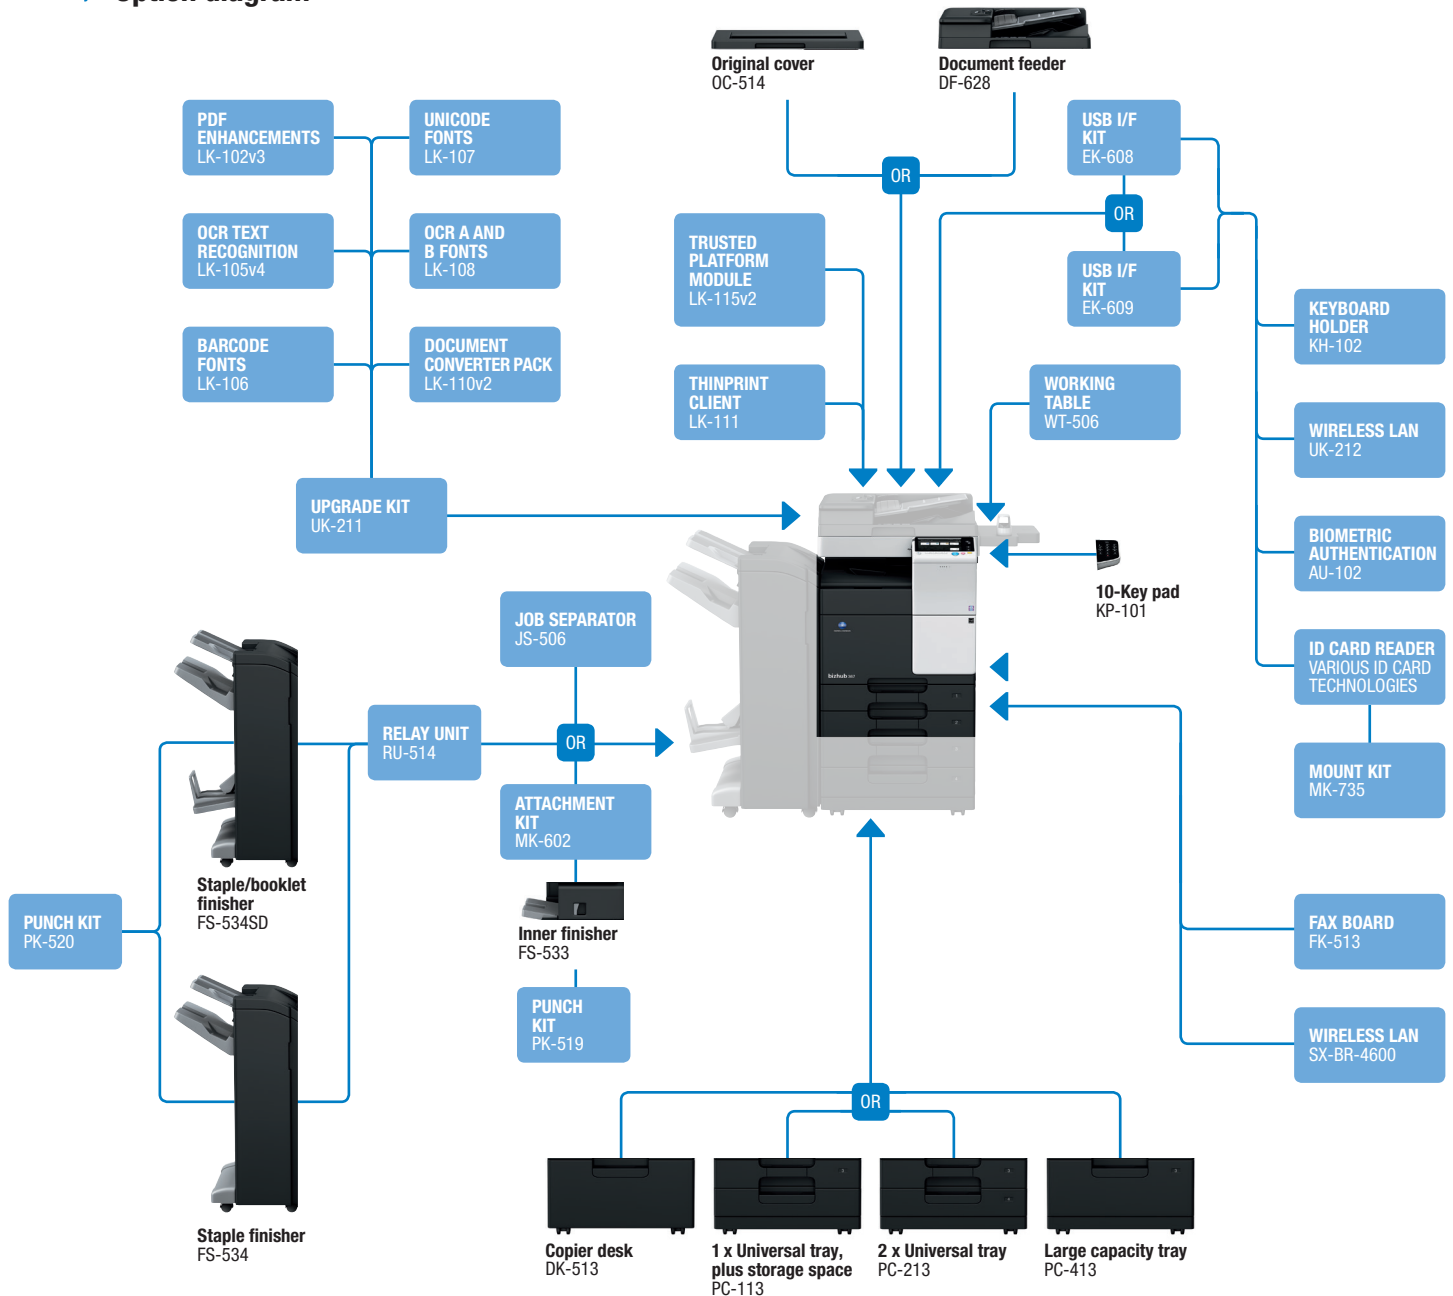 Option diagram
Original cover
OC-514
Document feeder
DF-628
PDF
ENHANCEMENTS
LK-102v3
UNICODE
FONTS
LK-107
USB I/F
KIT
EK-608
OR
OR
OCR TEXT
RECOGNITION
LK-105v4
OCR A AND
B FONTS
LK-108
TRUSTED
PLATFORM
MODULE
LK-115v2
USB I/F
KIT
EK-609
KEYBOARD
HOLDER
KH-102
BARCODE
FONTS
LK-106
DOCUMENT
CONVERTER PACK
LK-110v2
THINPRINT
CLIENT
LK-111
WORKING
TABLE
WT-506
WIRELESS LAN
UK-212
UPGRADE KIT
UK-211
BIOMETRIC
AUTHENTICATION
AU-102
10-Key pad
KP-101
JOB SEPARATOR
JS-506
ID CARD READER
VARIOUS ID CARD
TECHNOLOGIES
bizhub
RELAY UNIT
RU-514
OR
MOUNT KIT
MK-735
ATTACHMENT
KIT
MK-602
Staple/booklet
finisher
FS-534SD
PUNCH KIT
PK-520
Inner finisher
FS-533
FAX BOARD
FK-513
PUNCH
KIT
PK-519
WIRELESS LAN
SX-BR-4600
OR
Staple finisher
FS-534
Copier desk
DK-513
1 x Universal tray,
plus storage space
PC-113
2 x Universal tray
PC-213
Large capacity tray
PC-413